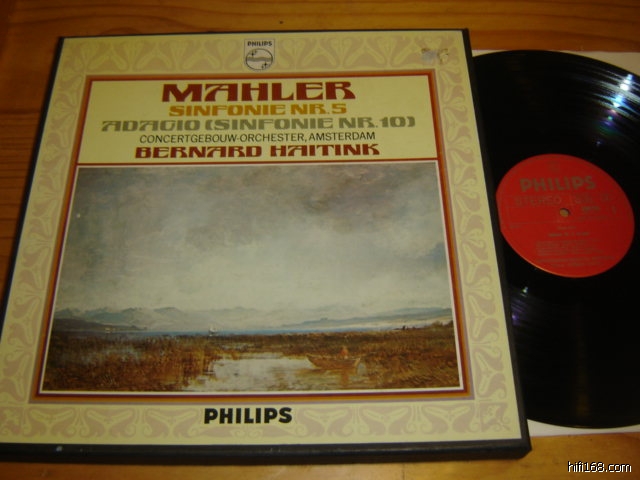 PHILIPS
MAHLER
SINFONIE NR.5
ADAGIO (SINFONIE NR.10)
CONCERTGEBOUW-ORCHESTER, AMSTERDAM
BERNARD HAITINK
PHILIPS
PHILIPS
STEREO
hifi168.com